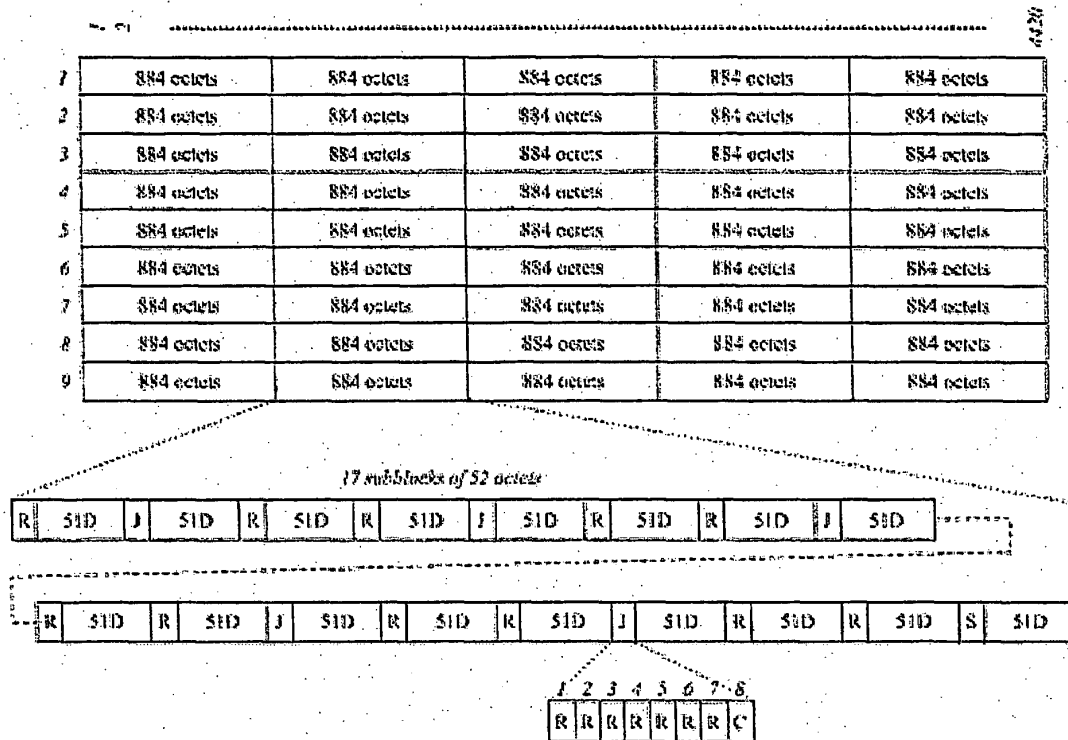 1 2 4420
1 884 octets 884 octets 884 octets 884 octets 884 octets
2 884 octets 884 octets 884 octets 884 octets 884 octets
3 884 octets 884 octets 884 octets 884 octets 884 octets
4 884 octets 884 octets 884 octets 884 octets 884 octets
5 884 octets 884 octets 884 octets 884 octets 884 octets
6 884 octets 884 octets 884 octets 884 octets 884 octets
7 884 octets 884 octets 884 octets 884 octets 884 octets
8 884 octets 884 octets 884 octets 884 octets 884 octets
9 884 octets 884 octets 884 octets 884 octets 884 octets
17 subblocks of 52 octets
R 51D J 51D R 51D R 51D J 51D R 51D R 51D J 51D
R 51D R 51D J 51D R 51D R 51D J 51D R 51D R 51D S 51D
1 2 3 4 5 6 7 8
R R R R R R R C